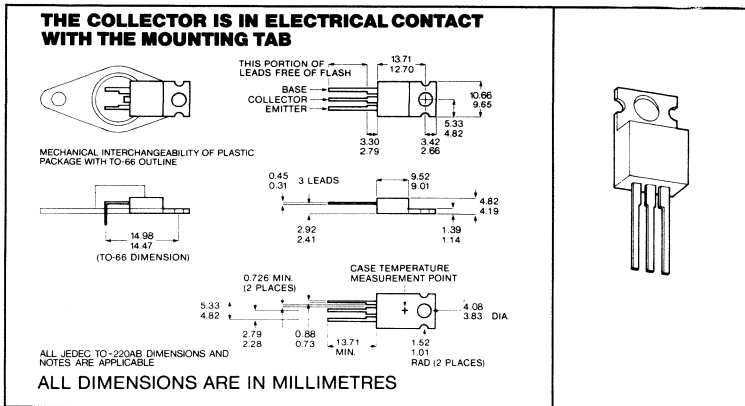 THE COLLECTOR IS IN ELECTRICAL CONTACT
WITH THE MOUNTING TAB
THIS PORTION OF
LEADS FREE OF FLASH
13.71
12.70
BASE
COLLECTOR
EMITTER
10.66
9.65
5.33
4.82
3.30
2.79
3.42
2.66
MECHANICAL INTERCHANGEABILITY OF PLASTIC
PACKAGE WITH TO-66 OUTLINE
0.45
0.31
3 LEADS
9.52
9.01
4.82
4.19
2.92
2.41
1.39
1.14
14.98
14.47
(TO-66 DIMENSION)
CASE TEMPERATURE
MEASUREMENT POINT
0.726 MIN.
(2 PLACES)
5.33
4.82
4.08
3.83 DIA.
2.79
2.28
0.88
0.73
13.71
MIN.
1.52
1.01
RAD (2 PLACES)
ALL JEDEC TO-220AB DIMENSIONS AND
NOTES ARE APPLICABLE.
ALL DIMENSIONS ARE IN MILLIMETRES